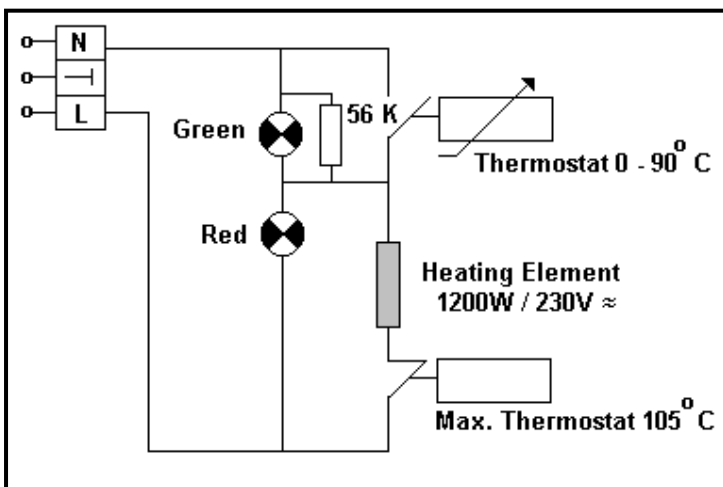 N
L
Green
56 K
Thermostat 0 - 90° C
Red
Heating Element
1200W / 230V ≈
Max. Thermostat 105° C